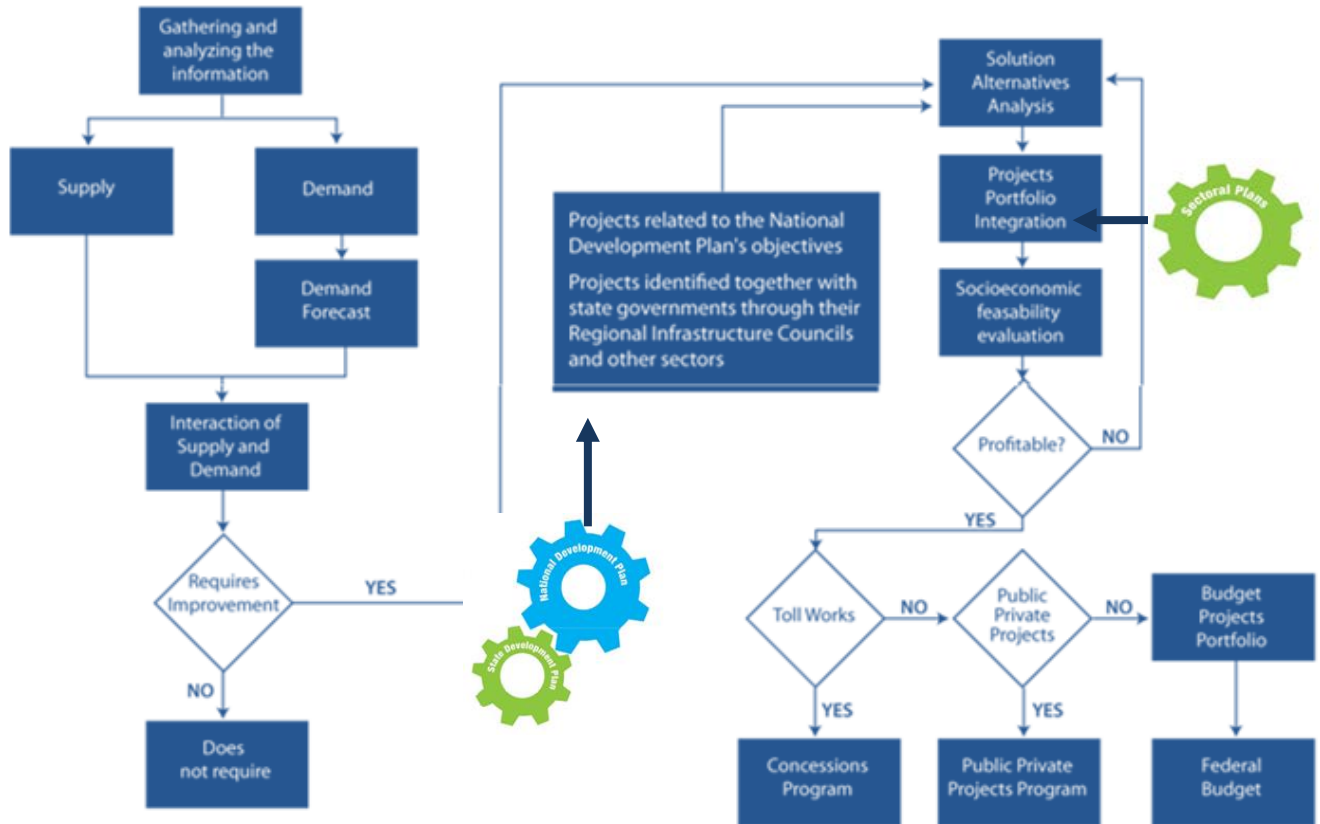 Gathering and
analyzing the
information
Supply
Demand
Demand
Forecast
Interaction of
Supply and
Demand
Requires
Improvement
YES
NO
Does
not require
Projects related to the National
Development Plan's objectives
Projects identified together with
state governments through their
Regional Infrastructure Councils
and other sectors
National Development Plan
State Development Plan
Solution
Alternatives
Analysis
Projects
Portfolio
Integration
Sectoral Plans
Socioeconomic
feasability
evaluation
Profitable?
NO
YES
Toll Works
NO
Public
Private
Projects
NO
Budget
Projects
Portfolio
YES
YES
Concessions
Program
Public Private
Projects Program
Federal
Budget